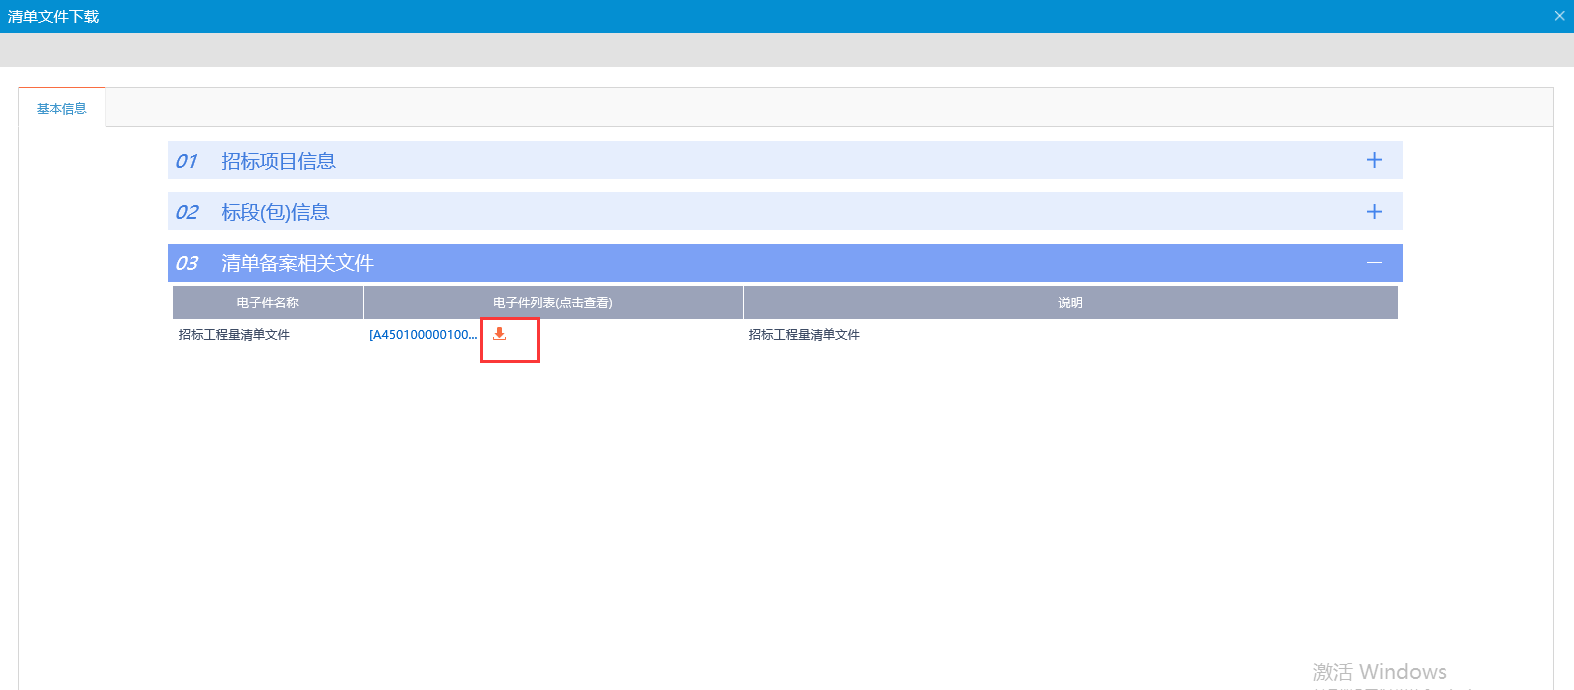 清单文件下载
基本信息
01 招标项目信息
02 标段(包)信息
03 清单备案相关文件
电子件名称 电子件列表(点击查看) 说明
招标工程量清单文件 [A450100000100... 招标工程量清单文件
激活 Windows